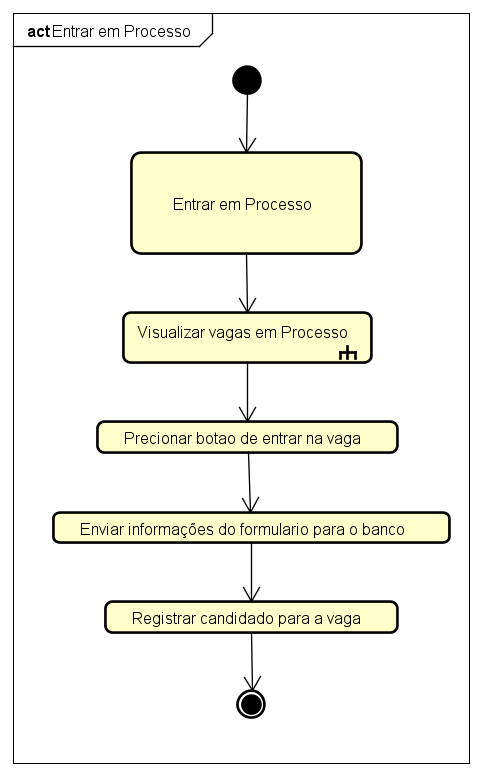 act Entrar em Processo
Entrar em Processo
Visualizar vagas em Processo
Precionar botao de entrar na vaga
Enviar informações do formulario para o banco
Registrar candidado para a vaga